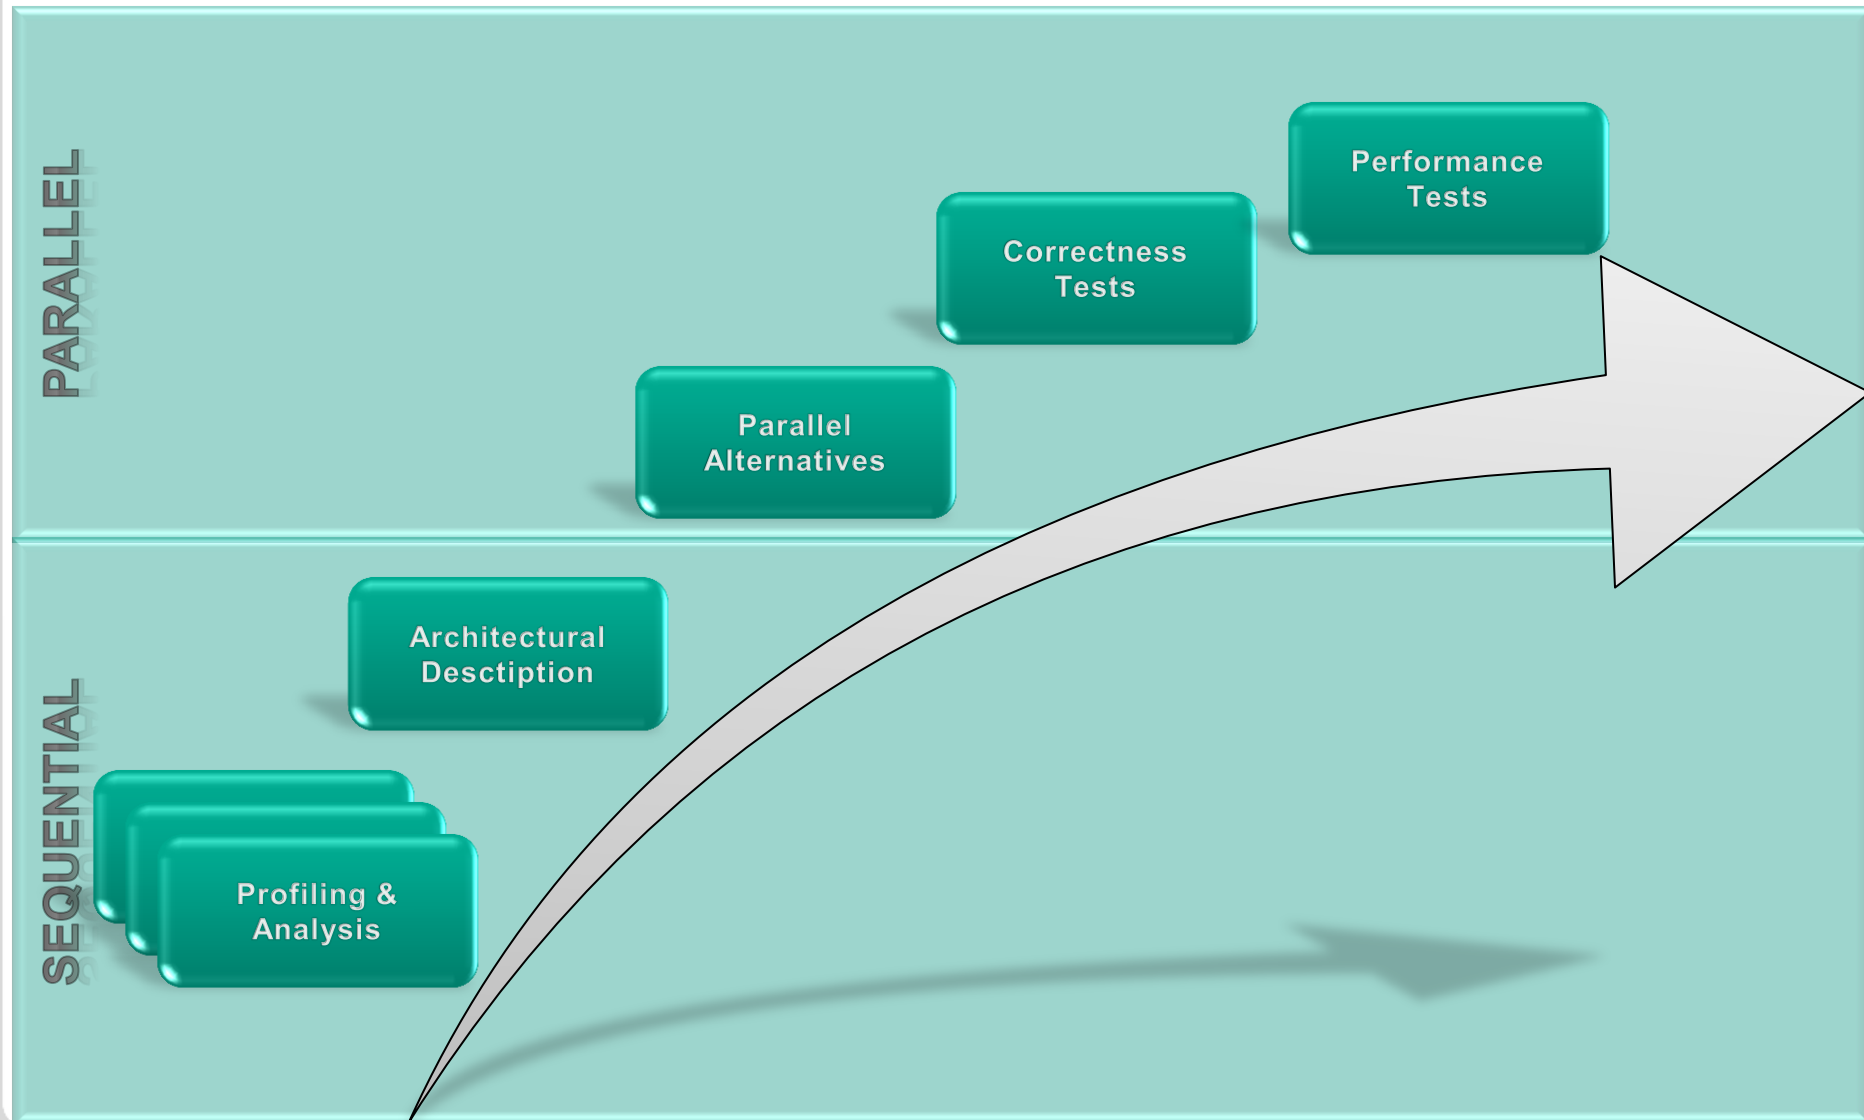 PARALLEL
Performance
Tests
Correctness
Tests
Parallel
Alternatives
SEQUENTIAL
Architectural
Desctiption
Profiling &
Analysis